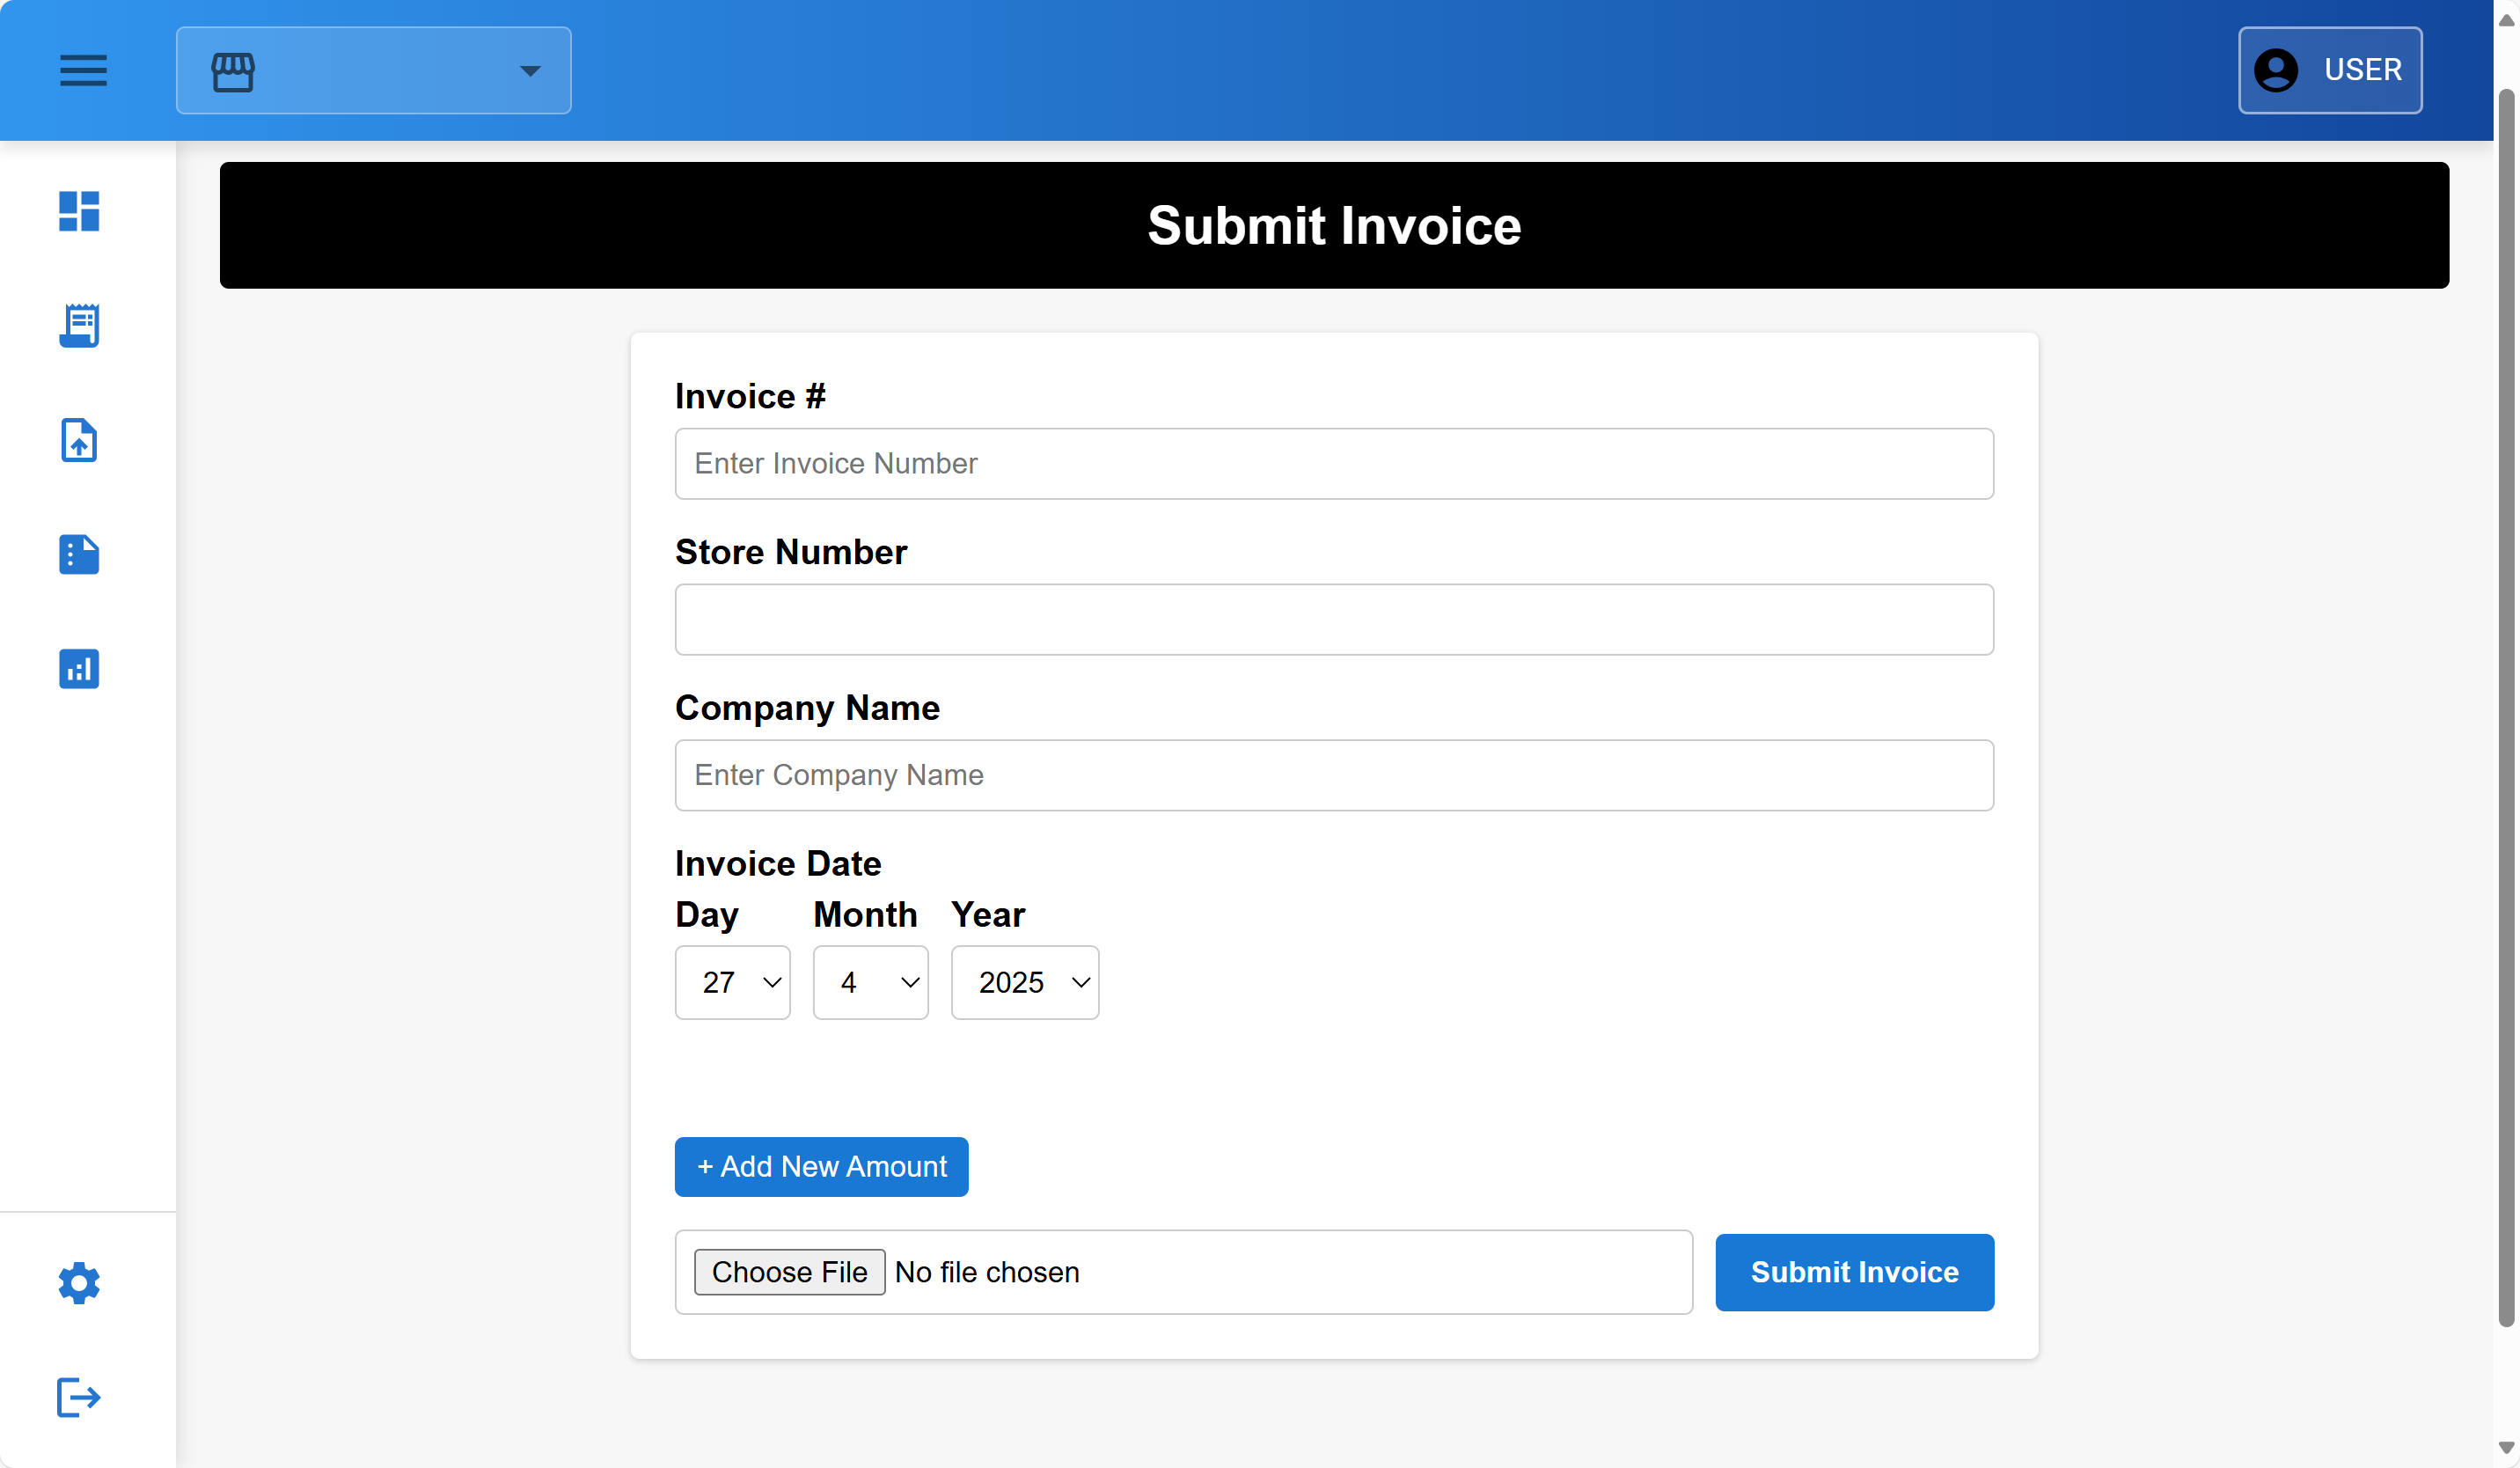 USER
Submit Invoice
Invoice #
Enter Invoice Number
Store Number
Company Name
Enter Company Name
Invoice Date
Day Month Year
27 4 2025
+ Add New Amount
Choose File No file chosen Submit Invoice